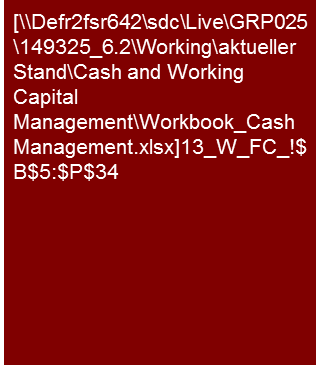 [\\Defr2fsr642\sdc\Live\GRP025
\149325_6.2\Working\aktueller
Stand\Cash and Working
Capital
Management\Workbook_Cash
Management.xlsx]13_W_FC_!$
B$5:$P$34